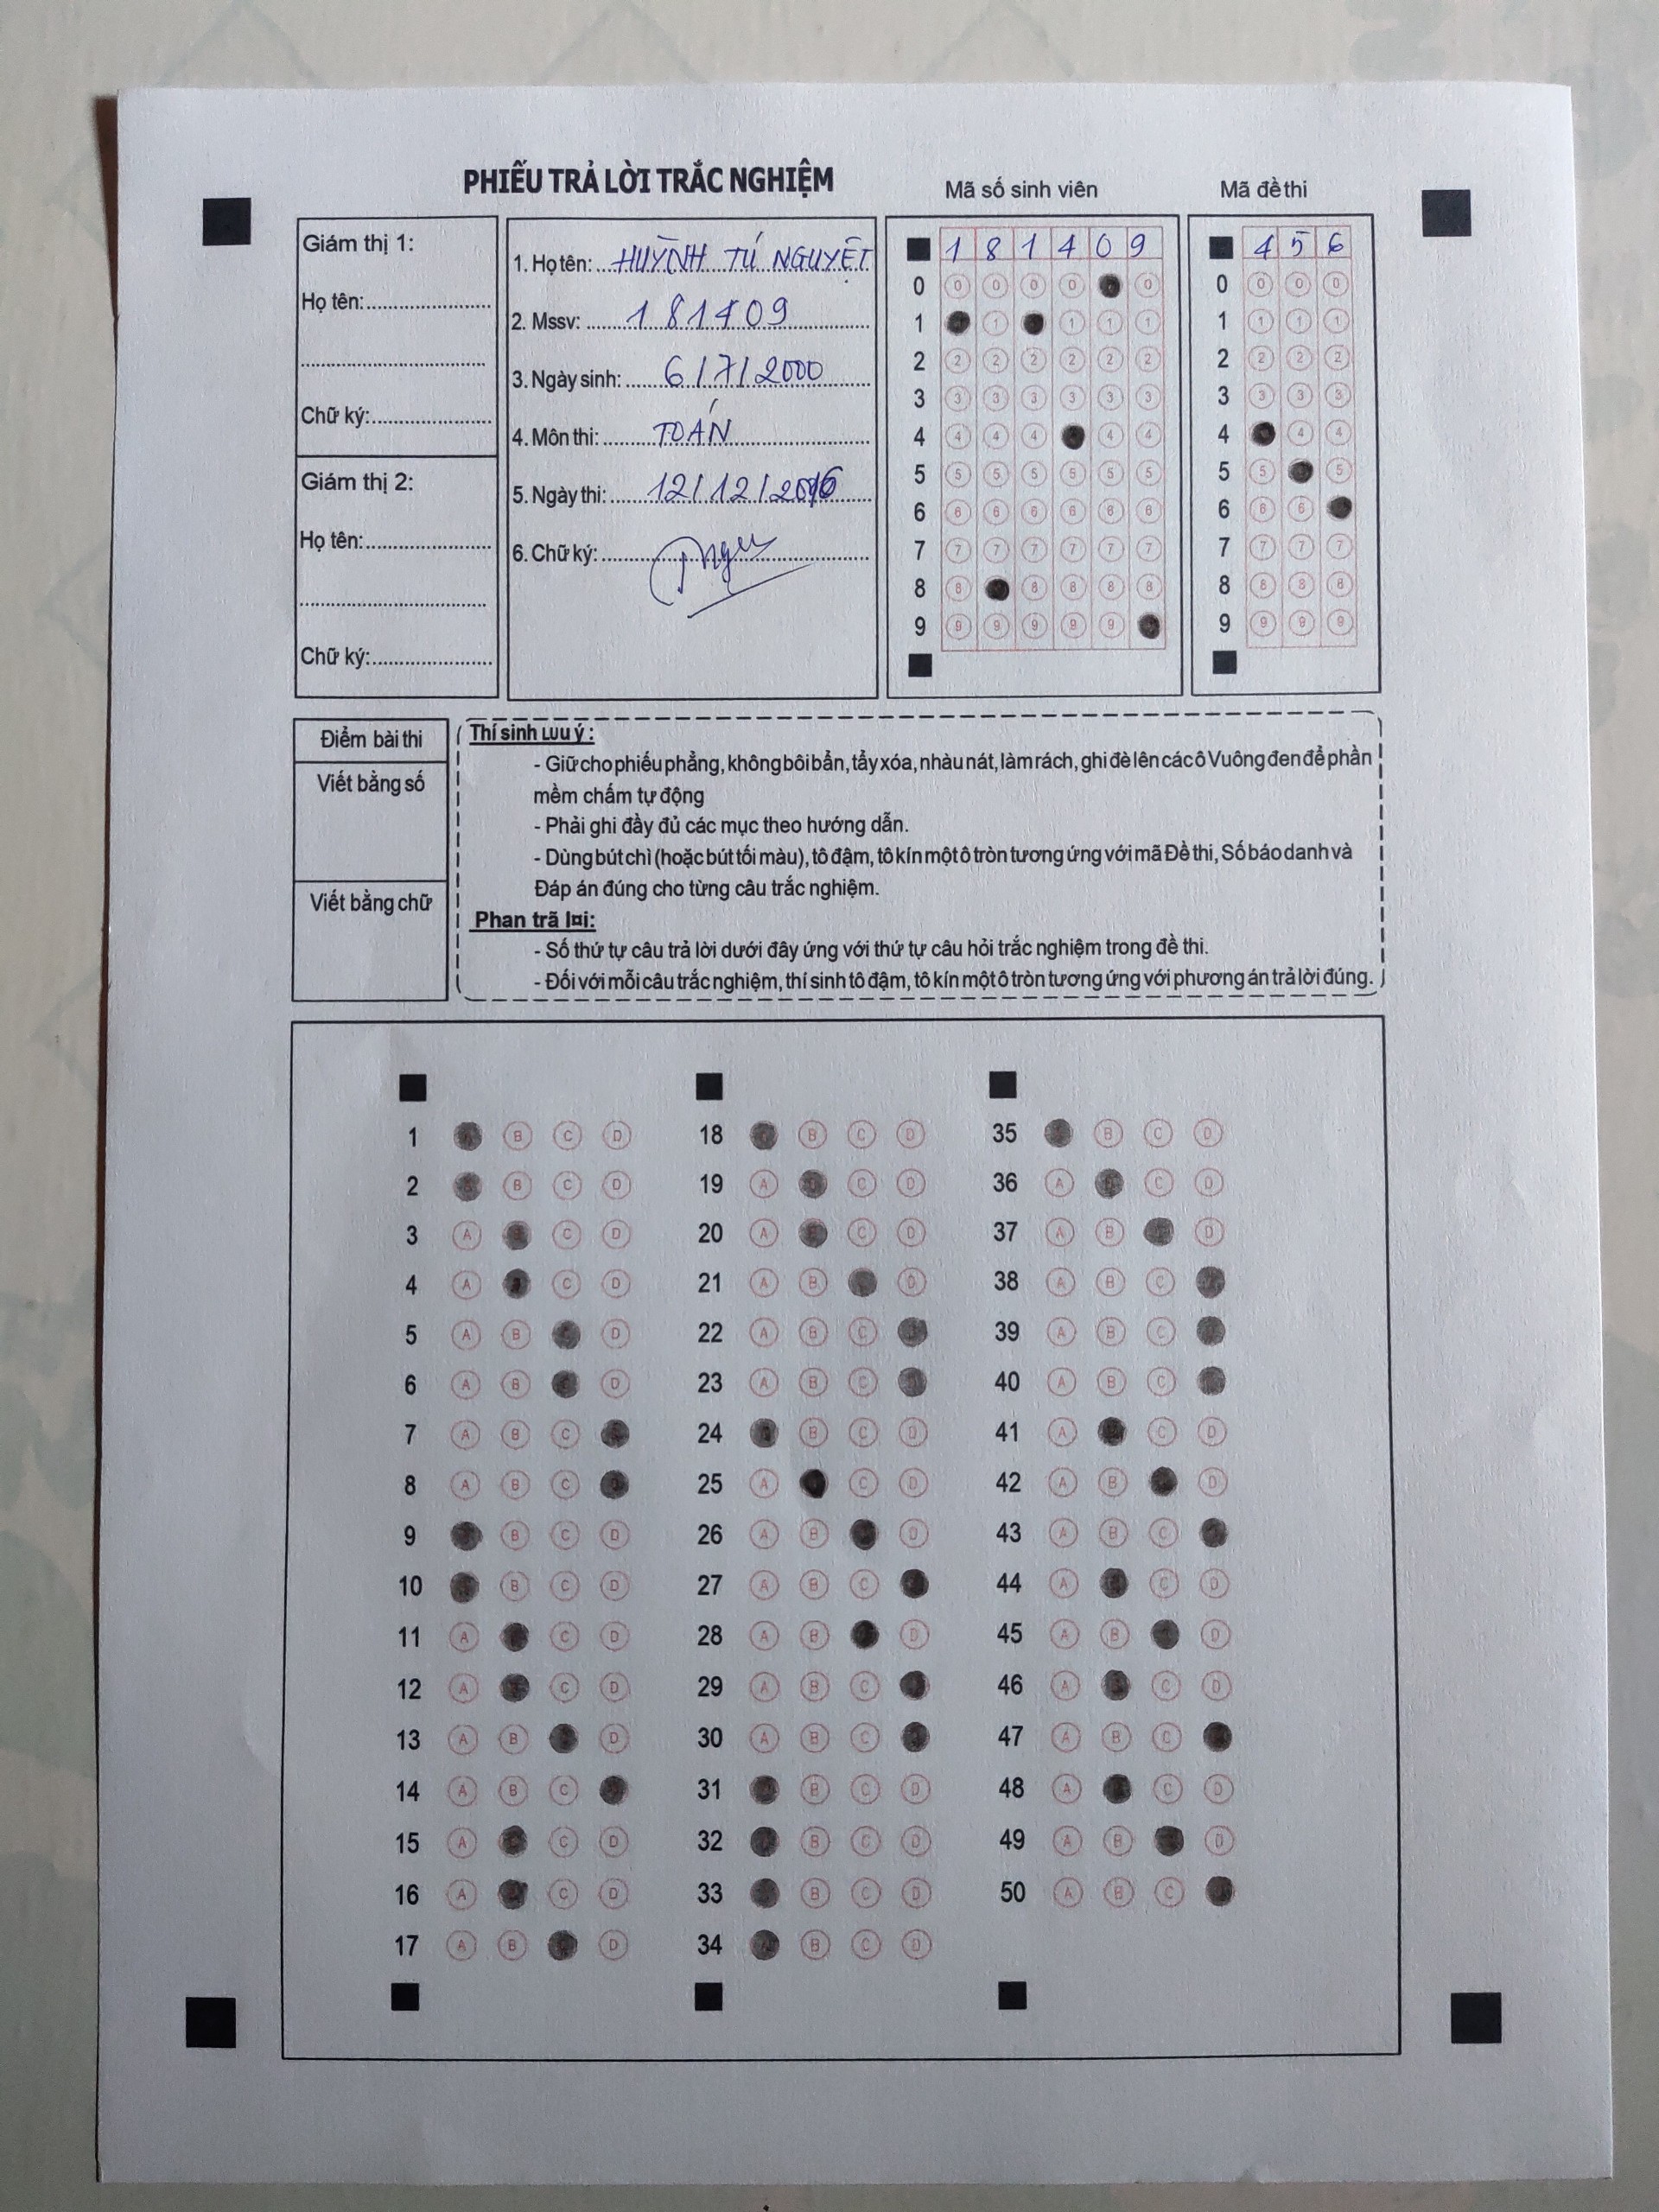 PHIẾU TRẢ LỜI TRẮC NGHIỆM
Giám thị 1:
Họ tên:
Chữ ký:
Giám thị 2:
Họ tên:
Chữ ký:
1. Họ tên: HUỲNH TÚ NGUYỆT
2. Mssv: 181409
3. Ngày sinh: 6/7/2000
4. Môn thi: TOÁN
5. Ngày thi: 12/12/2016
6. Chữ ký:
Mã số sinh viên
1 8 1 4 0 9
0 0 0 0 0 0
1 1 1 1 1
2 2 2 2 2 2 2
3 3 3 3 3 3 3
4 4 4 4 4 4
5 5 5 5 5 5 5
6 6 6 6 6 6 6
7 7 7 7 7 7 7
8 8 8 8 8 8
9 9 9 9 9 9
Mã đề thi
4 5 6
0 0 0 0
1 1 1 1
2 2 2 2
3 3 3 3
4 4 4
5 5 5
6 6 6
7 7 7 7
8 8 8 8
9 9 9 9
Điểm bài thi
Viết bằng số
Viết bằng chữ
Thí sinh Lưu ý :
- Giữ cho phiếu phẳng, không bôi bẩn, tẩy xóa, nhàu nát, làm rách, ghi đè lên các ô Vuông đen để phần
mềm chấm tự động
- Phải ghi đầy đủ các mục theo hướng dẫn.
- Dùng bút chì (hoặc bút tối màu), tô đậm, tô kín một ô tròn tương ứng với mã Đề thi, Số báo danh và
Đáp án đúng cho từng câu trắc nghiệm.
Phan trã l¤i:
- Số thứ tự câu trả lời dưới đây ứng với thứ tự câu hỏi trắc nghiệm trong đề thi.
- Đối với mỗi câu trắc nghiệm, thí sinh tô đậm, tô kín một ô tròn tương ứng với phương án trả lời đúng.
1 B C D
2 B C D
3 A C D
4 A C D
5 A B D
6 A B D
7 A B C
8 A B C
9 B C D
10 B C D
11 A C D
12 A C D
13 A B D
14 A B C
15 A C D
16 A C D
17 A B D
18 B C D
19 A C D
20 A C D
21 A B D
22 A B C
23 A B C
24 B C D
25 A C D
26 A B D
27 A B C
28 A B D
29 A B C
30 A B C
31 B C D
32 B C D
33 B C D
34 B C D
35 B C D
36 A C D
37 A B D
38 A B C
39 A B C
40 A B C
41 A C D
42 A B D
43 A B C
44 A C D
45 A B D
46 A C D
47 A B C
48 A C D
49 A B D
50 A B C